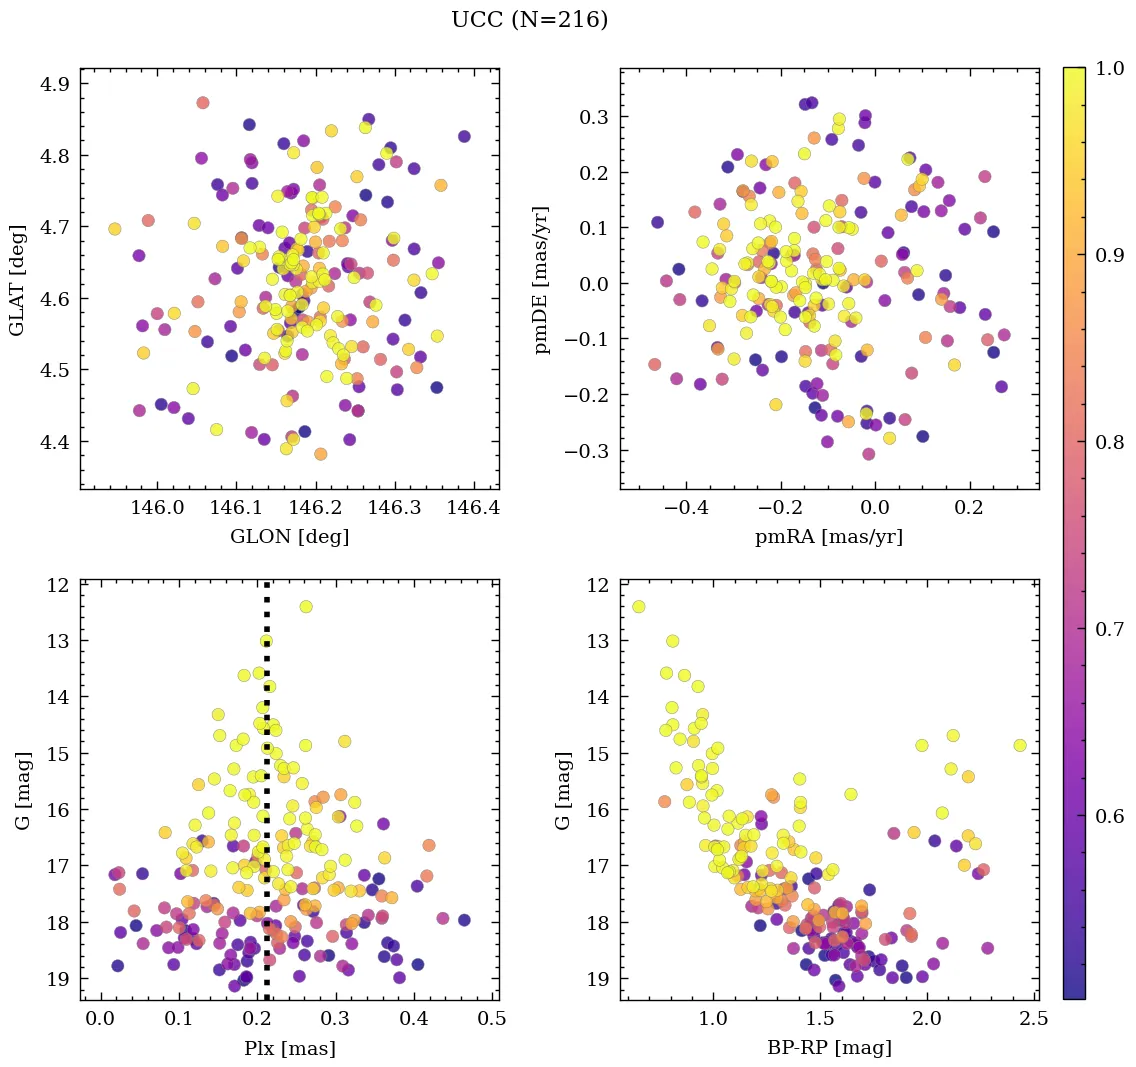 UCC (N=216)
4.9
4.8
4.7
4.6
4.5
4.4
GLAT [deg]
146.0 146.1 146.2 146.3 146.4
GLON [deg]
0.3
0.2
0.1
0.0
−0.1
−0.2
−0.3
pmDE [mas/yr]
−0.4 −0.2 0.0 0.2
pmRA [mas/yr]
1.0
0.9
0.8
0.7
0.6
12
13
14
15
16
17
18
19
G [mag]
0.0 0.1 0.2 0.3 0.4 0.5
Plx [mas]
12
13
14
15
16
17
18
19
G [mag]
1.0 1.5 2.0 2.5
BP-RP [mag]